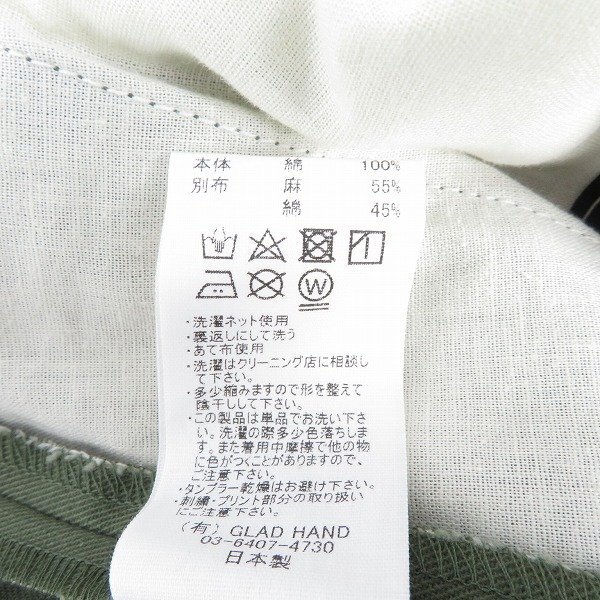 本体 綿 100%
別布 麻 55%
綿 45%
W
・洗濯ネット使用
・裏返しにして洗う
・あて布使用
・洗濯はクリーニング店に相談し
て下さい。
・多少縮みますので形を整えて
陰干しして下さい。
・この製品は単品でお洗い下さ
い。洗濯の際多少色落ちしま
す。また着用中摩擦で他の物
に色がつくことがありますので、
ご注意下さい。
・タンブラー乾燥はお避け下さい。
・刺繍・プリント部分の取り扱い
にご注意下さい。
(有) GLAD HAND
03-6407-4730
日本製